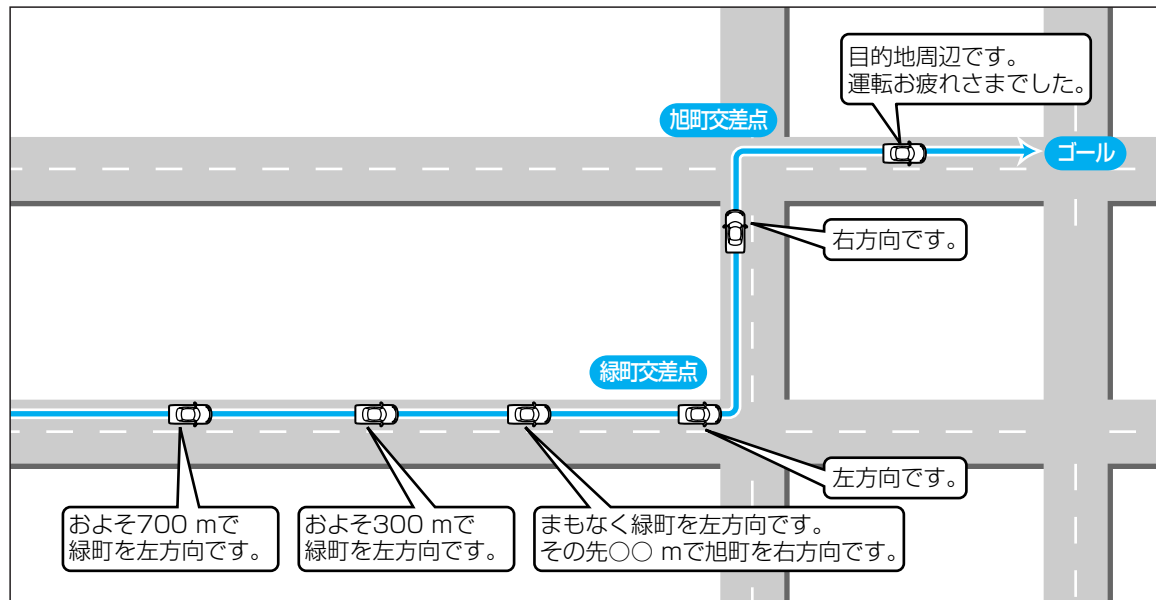 目的地周辺です。
運転お疲れさまでした。
旭町交差点
ゴール
右方向です。
緑町交差点
左方向です。
およそ700 mで
緑町を左方向です。
およそ300 mで
緑町を左方向です。
まもなく緑町を左方向です。
その先○○ mで旭町を右方向です。